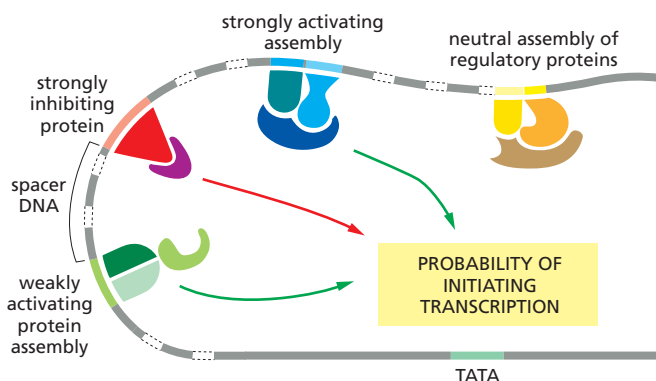 strongly activating
assembly
neutral assembly of
regulatory proteins
strongly
inhibiting
protein
spacer
DNA
weakly
activating
protein
assembly
PROBABILITY OF
INITIATING
TRANSCRIPTION
TATA